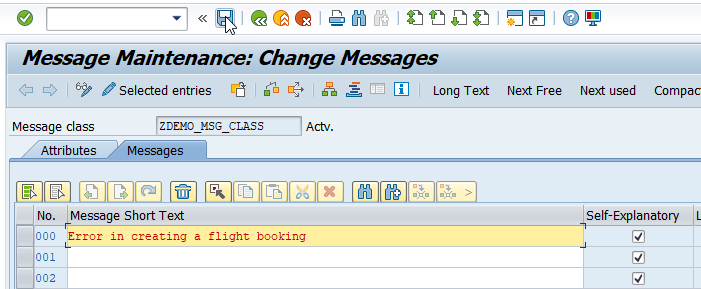 Message Maintenance: Change Messages
Selected entries Long Text Next Free Next used Compac
Message class ZDEMO_MSG_CLASS Actv.
Attributes Messages
No. Message Short Text Self-Explanatory L
000 Error in creating a flight booking
001
002